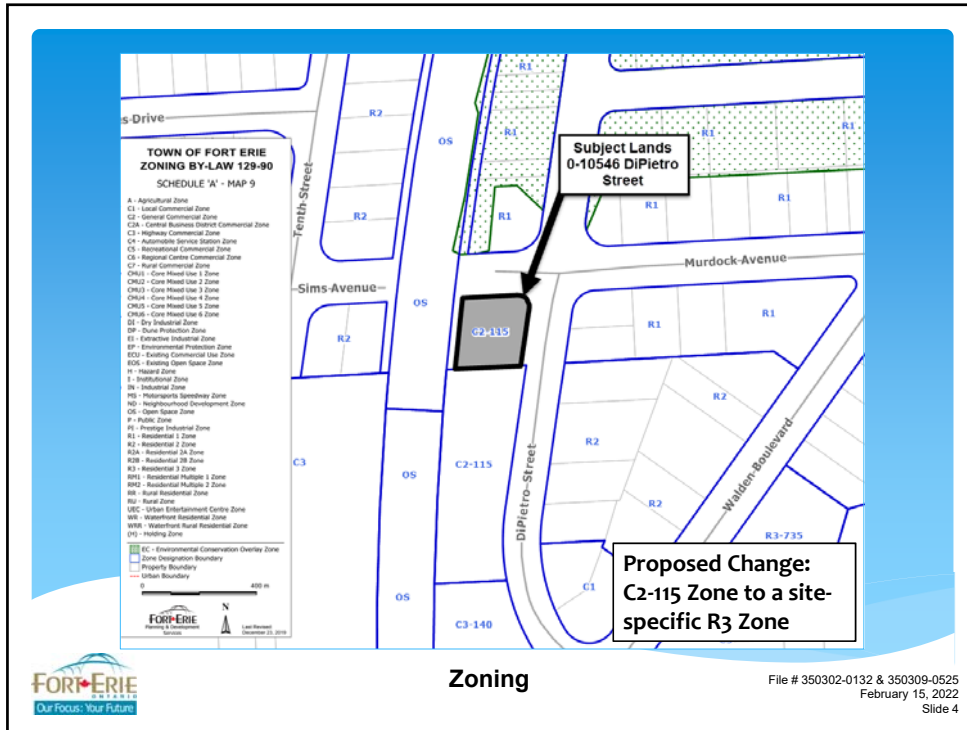 R1
R2
OS
s Drive
R1
R1
R1
TOWN OF FORT ERIE
ZONING BY-LAW 129-90
SCHEDULE 'A' - MAP 9
A - Agricultural Zone
C1 - Local Commercial Zone
C2 - General Commercial Zone
C2A - Central Business District Commercial Zone
C3 - Highway Commercial Zone
C4 - Automobile Service Station Zone
C5 - Recreational Commercial Zone
C6 - Regional Centre Commercial Zone
C7 - Rural Commercial Zone
CMU1 - Core Mixed Use 1 Zone
CMU2 - Core Mixed Use 2 Zone
CMU3 - Core Mixed Use 3 Zone
CMU4 - Core Mixed Use 4 Zone
CMU5 - Core Mixed Use 5 Zone
CMU6 - Core Mixed Use 6 Zone
DI - Dry Industrial Zone
DP - Dune Protection Zone
EI - Extractive Industrial Zone
EP - Environmental Protection Zone
ECU - Existing Commercial Use Zone
EOS - Existing Open Space Zone
H - Hazard Zone
I - Institutional Zone
IN - Industrial Zone
MS - Motorsports Speedway Zone
ND - Neighbourhood Development Zone
OS - Open Space Zone
P - Public Zone
PI - Prestige Industrial Zone
R1 - Residential 1 Zone
R2 - Residential 2 Zone
R2A - Residential 2A Zone
R2B - Residential 2B Zone
R3 - Residential 3 Zone
RM1 - Residential Multiple 1 Zone
RM2 - Residential Multiple 2 Zone
RR - Rural Residential Zone
RU - Rural Zone
UEC - Urban Entertainment Centre Zone
WR - Waterfront Residential Zone
WRR - Waterfront Rural Residential Zone
(H) - Holding Zone
EC - Environmental Conservation Overlay Zone
Zone Designation Boundary
Property Boundary
Urban Boundary
0 400 m
FORT ERIE
Planning & Development
Services
N
Last Revised:
December 23, 2019
Tenth Street
Subject Lands
0-10546 DiPietro
Street
R2
R1
R1
R1
Murdock Avenue
Sims Avenue
OS
R2
C2-115
R1
R1
R2
C3
OS
C2-115
DiPietro Street
R2
R2
Walden Boulevard
R3-735
OS
C1
C3-140
Proposed Change:
C2-115 Zone to a site-
specific R3 Zone
FORT ERIE
ONTARIO
Our Focus: Your Future
Zoning
File # 350302-0132 & 350309-0525
February 15, 2022
Slide 4